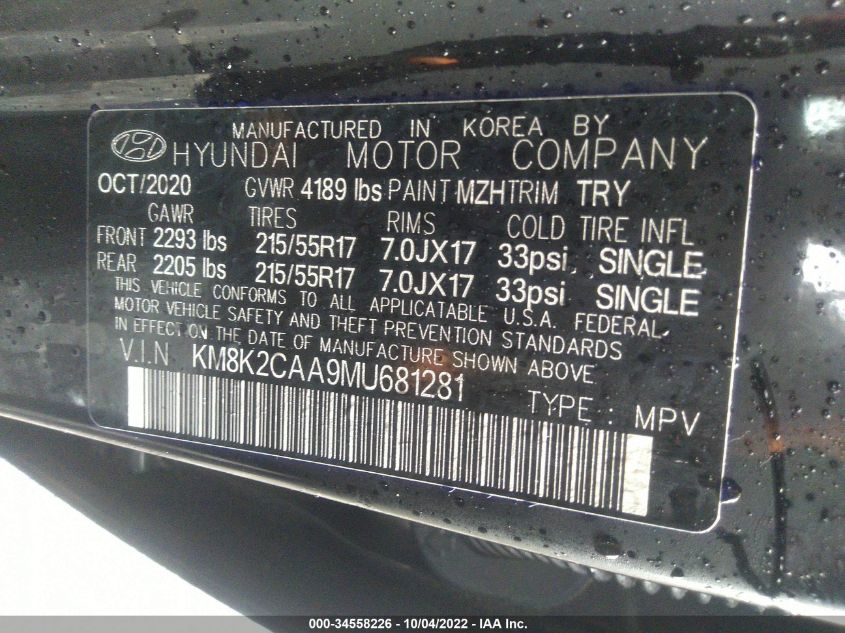 MANUFACTURED IN KOREA BY
HYUNDAI MOTOR COMPANY
OCT/2020 GVWR 4189 lbs PAINT MZH TRIM TRY
GAWR TIRES RIMS COLD TIRE INFL
FRONT 2293 lbs 215/55R17 7.0JX17 33psi, SINGLE
REAR 2205 lbs 215/55R17 7.0JX17 33psi SINGLE
THIS VEHICLE CONFORMS TO ALL APPLICATABLE U.S.A. FEDERAL
MOTOR VEHICLE SAFETY AND THEFT PREVENTION STANDARDS
IN EFFECT ON THE DATE OF MANUFACTURE SHOWN ABOVE
V.I.N KM8K2CAA9MU681281
TYPE : MPV
000-34558226 - 10/04/2022 - IAA Inc.